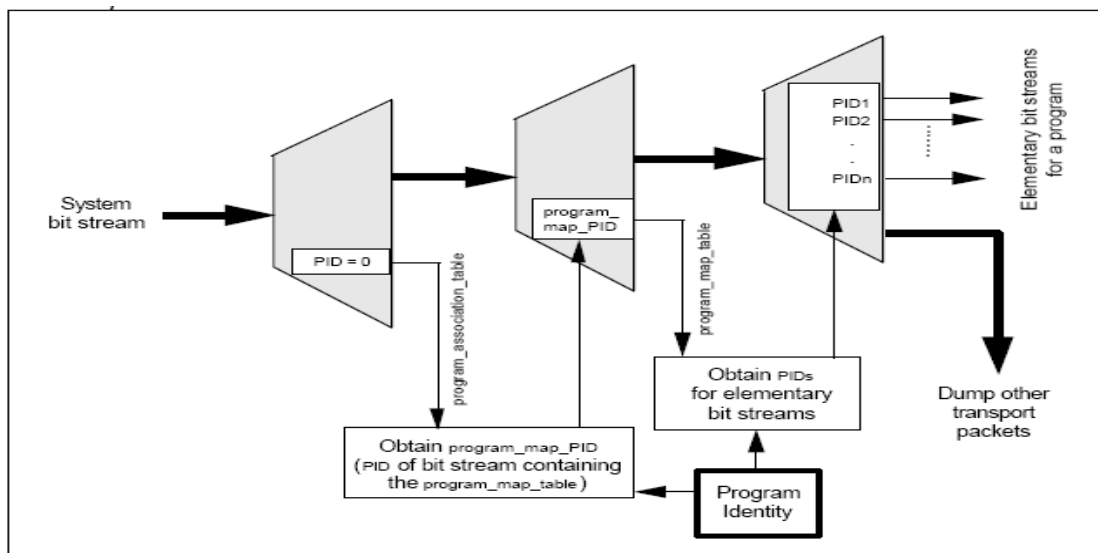 System
bit stream
PID = 0
program_association_table
Obtain program_map_PID
(PID of bit stream containing
the program_map_table)
program_
map_PID
program_map_table
Obtain PIDs
for elementary
bit streams
Program
Identity
PID1
PID2
.
.
PIDn
Elementary bit streams
for a program
Dump other
transport
packets